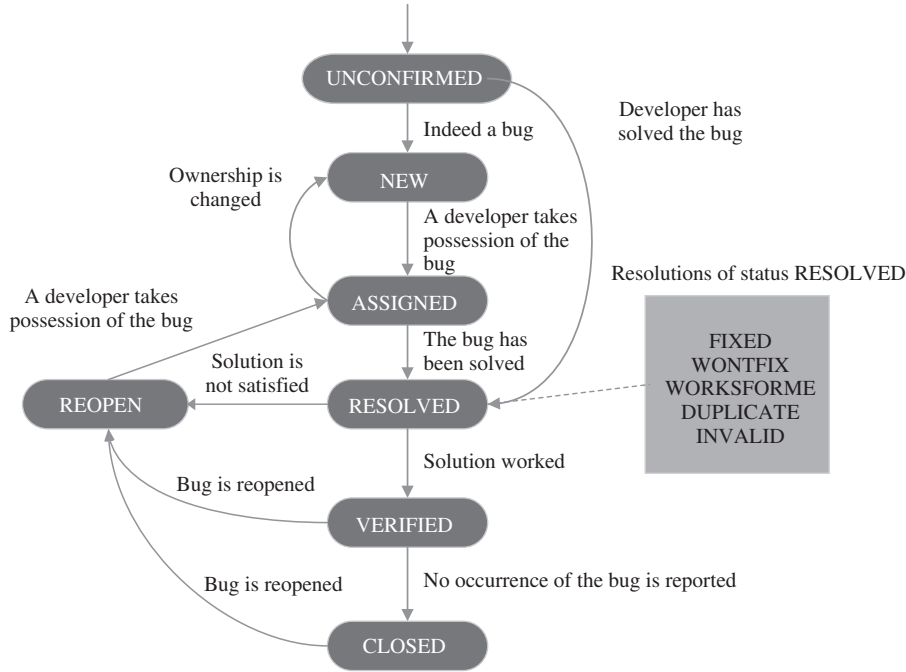 UNCONFIRMED
Developer has
solved the bug
Indeed a bug
Ownership is
changed
NEW
A developer takes
possession of the
bug
Resolutions of status RESOLVED
A developer takes
possession of the bug
ASSIGNED
The bug has
been solved
FIXED
WONTFIX
WORKSFORME
DUPLICATE
INVALID
Solution is
not satisfied
REOPEN
RESOLVED
Solution worked
Bug is reopened
VERIFIED
No occurrence of the bug is reported
Bug is reopened
CLOSED